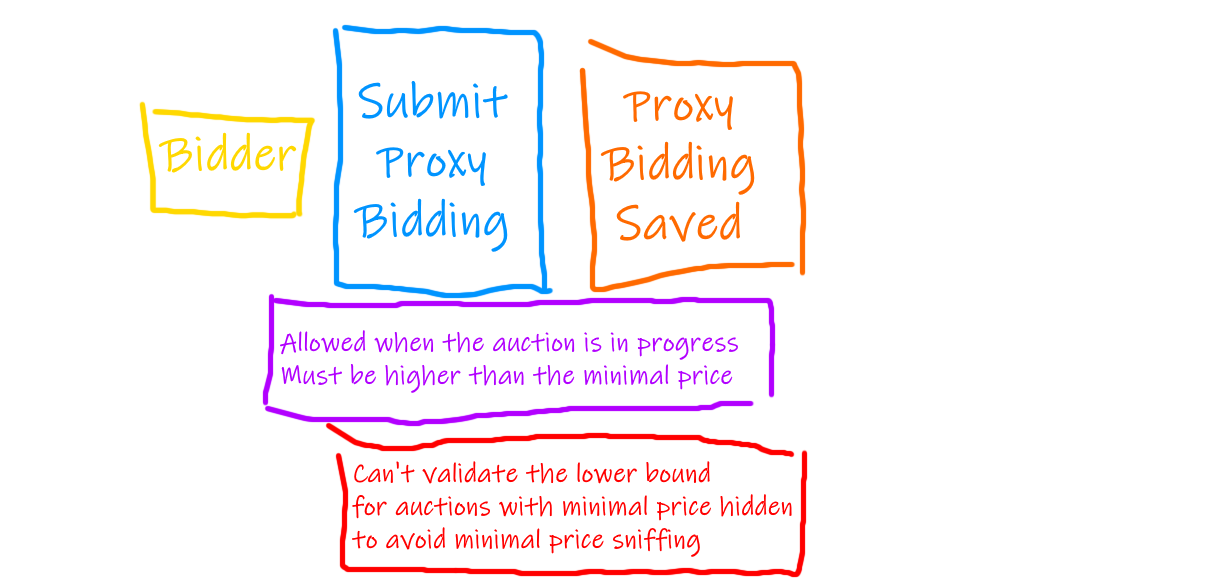 Bidder
Submit
Proxy
Bidding
Proxy
Bidding
Saved
Allowed when the auction is in progress
Must be higher than the minimal price
Can't validate the lower bound
for auctions with minimal price hidden
to avoid minimal price sniffing